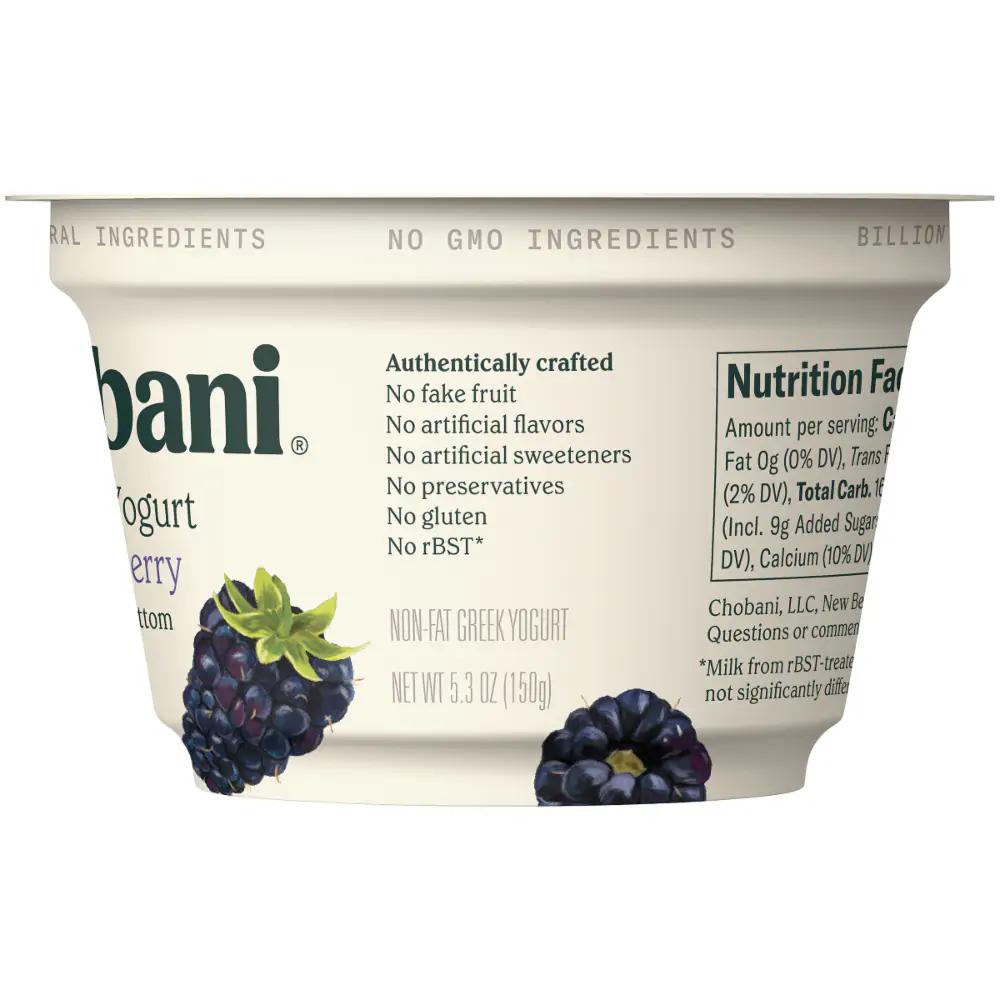 RAL INGREDIENTS
NO GMO INGREDIENTS
BILLION
bani®
Yogurt
erry
ttom
Authentically crafted
No fake fruit
No artificial flavors
No artificial sweeteners
No preservatives
No gluten
No rBST*
NON-FAT GREEK YOGURT
NET WT 5.3 OZ (150g)
Nutrition Fac
Amount per serving: Ca
Fat 0g (0% DV), Trans F
(2% DV), Total Carb. 16
(Incl. 9g Added Sugar
DV), Calcium (10% DV)
Chobani, LLC, New Be
Questions or commen
*Milk from rBST-treate
not significantly differ